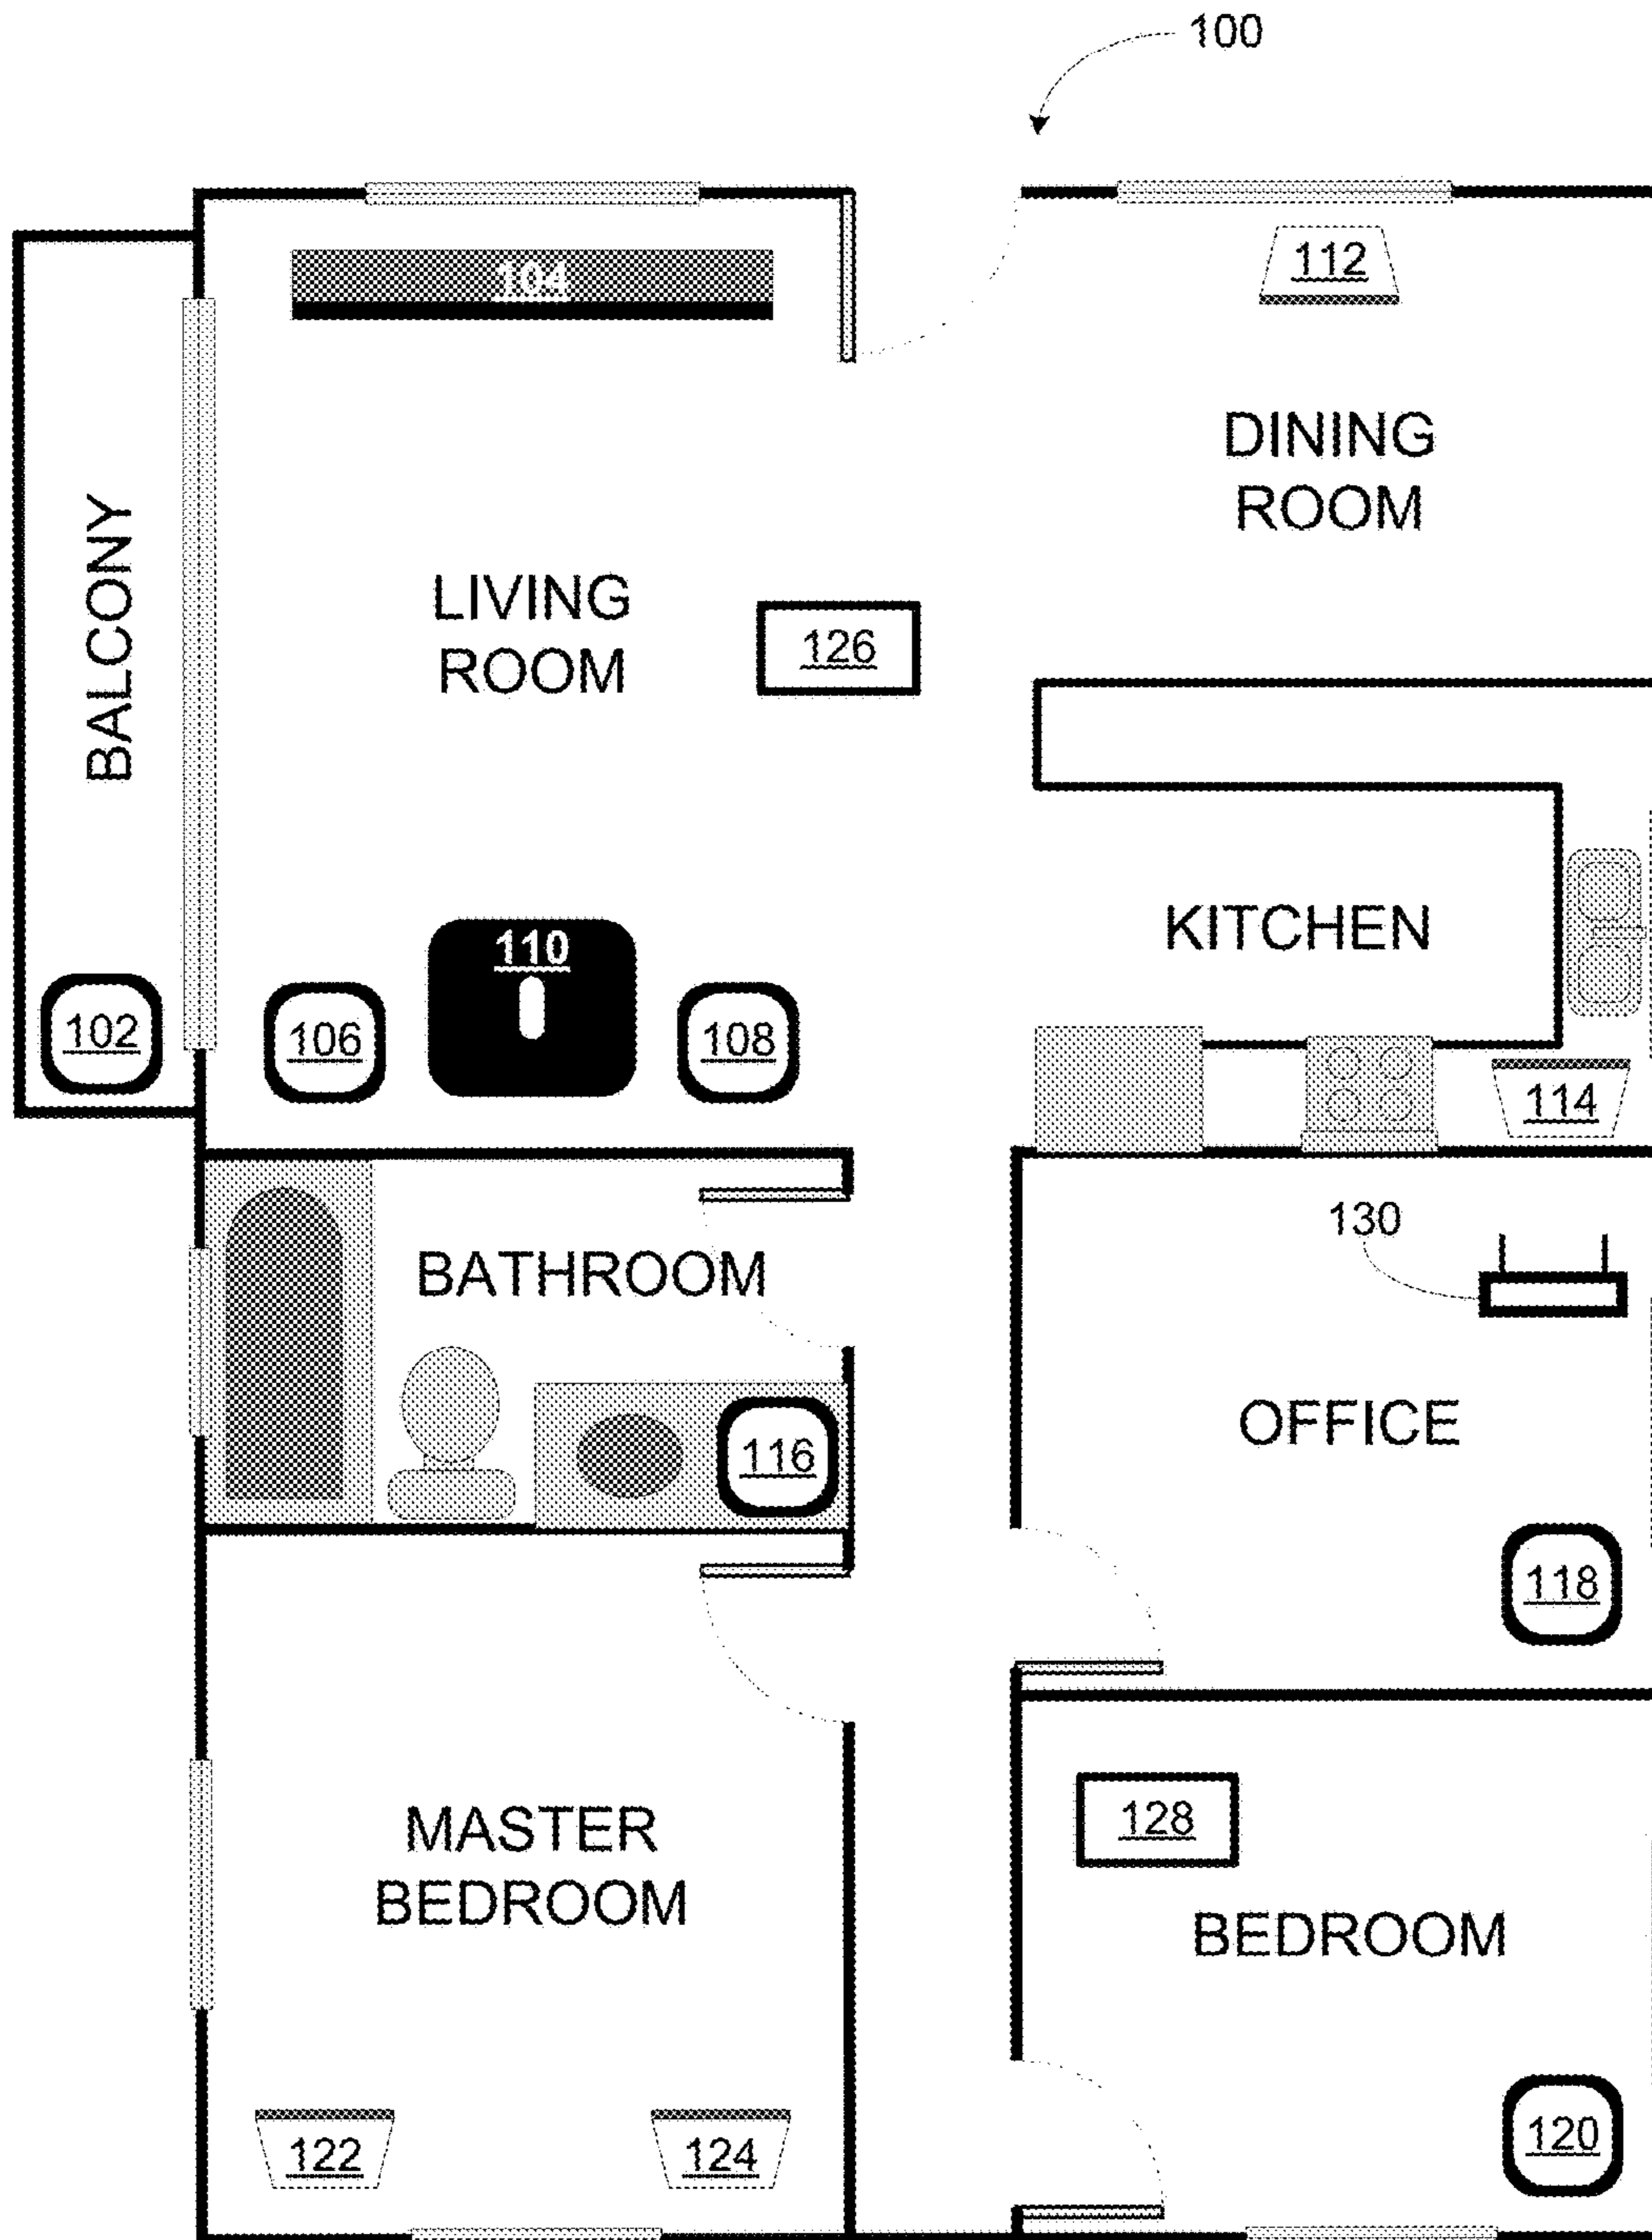 100
104
112
DINING
ROOM
BALCONY
LIVING
ROOM
126
KITCHEN
110
102
106
108
114
130
BATHROOM
OFFICE
116
118
128
MASTER
BEDROOM
BEDROOM
122
124
120